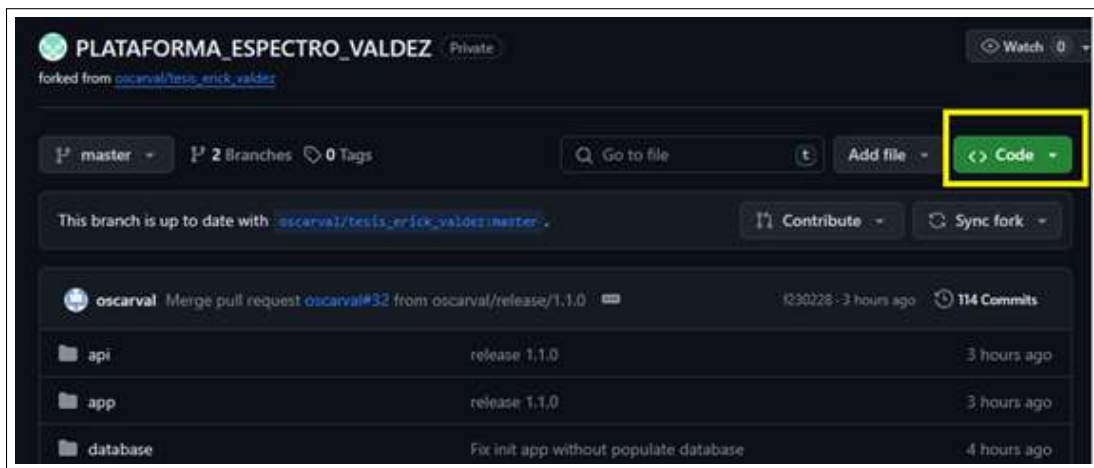 PLATAFORMA_ESPECTRO_VALDEZ Private
Watch 0
forked from oscarval/tesis_erick_valdez
master
2 Branches 0 Tags
Go to file t
Add file
<> Code
This branch is up to date with oscarval/tesis_erick_valdez:master .
Contribute
Sync fork
oscarval Merge pull request oscarval#32 from oscarval/release/1.1.0
f230228 · 3 hours ago
114 Commits
api release 1.1.0 3 hours ago
app release 1.1.0 3 hours ago
database Fix init app without populate database 4 hours ago